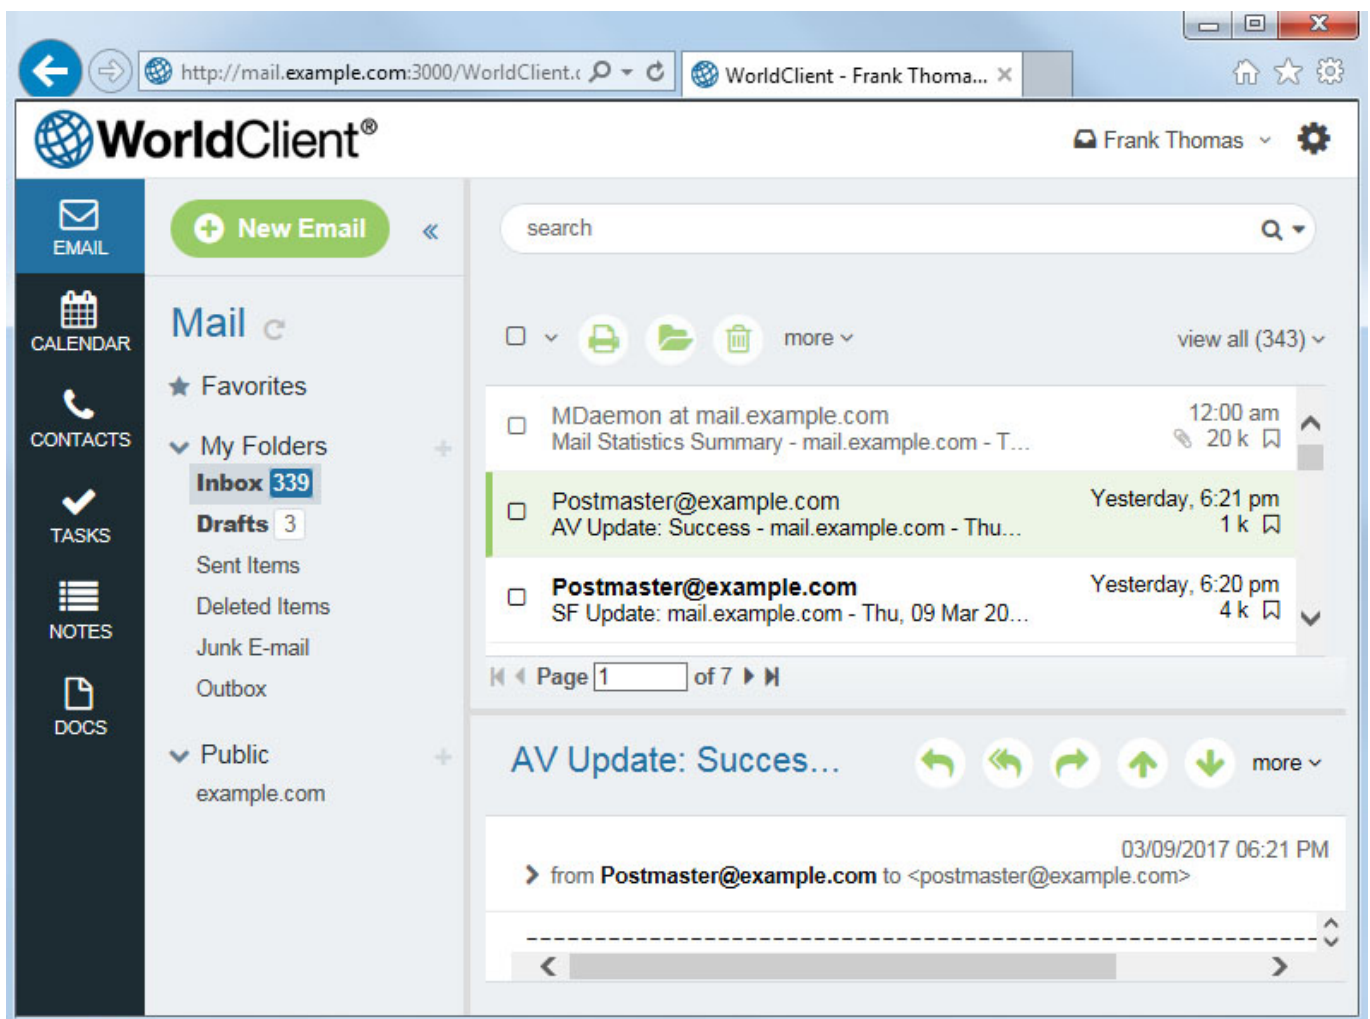 http://mail.example.com:3000/WorldClient.
WorldClient - Frank Thoma...
WorldClient®
Frank Thomas
EMAIL
CALENDAR
CONTACTS
TASKS
NOTES
DOCS
New Email
«
Mail
Favorites
My Folders
Inbox 339
Drafts 3
Sent Items
Deleted Items
Junk E-mail
Outbox
Public
example.com
search
more
view all (343)
MDaemon at mail.example.com
12:00 am
Mail Statistics Summary - mail.example.com - T...
20 k
Postmaster@example.com
Yesterday, 6:21 pm
AV Update: Success - mail.example.com - Thu...
1 k
Postmaster@example.com
Yesterday, 6:20 pm
SF Update: mail.example.com - Thu, 09 Mar 20...
4 k
Page 1 of 7
AV Update: Succes...
more
03/09/2017 06:21 PM
from Postmaster@example.com to <postmaster@example.com>